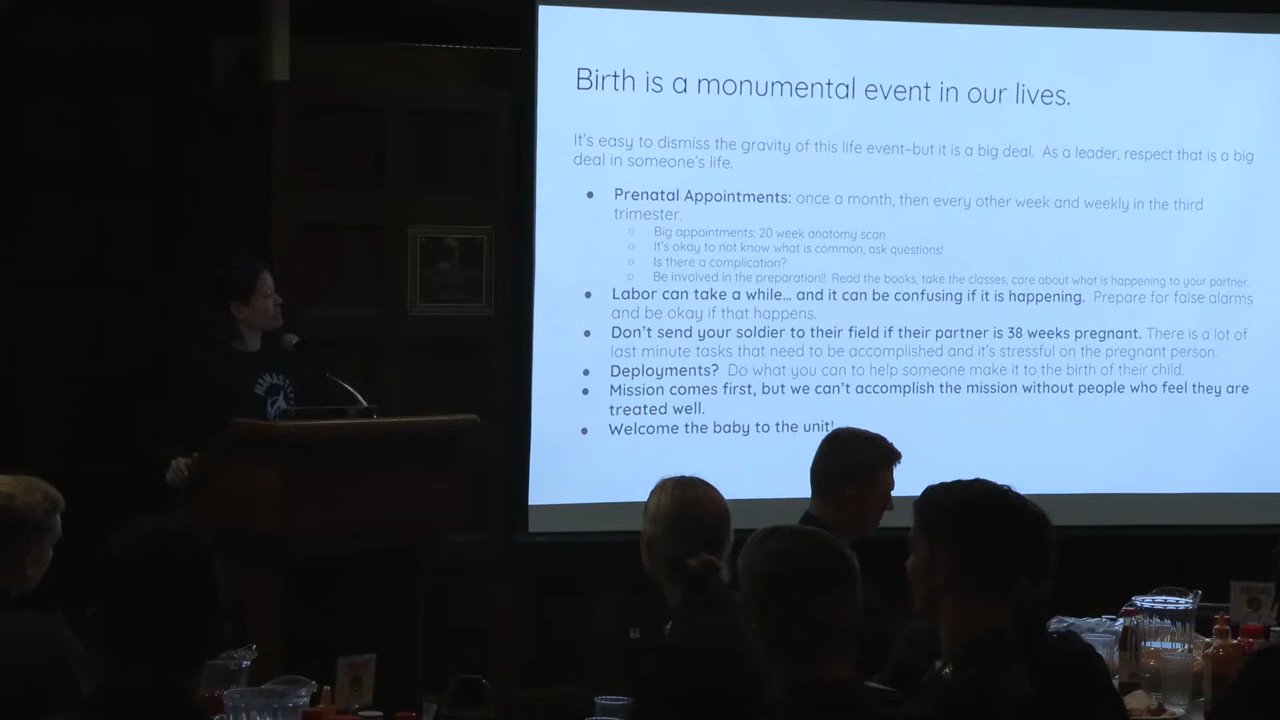 Birth is a monumental event in our lives.
It's easy to dismiss the gravity of this life event–but it is a big deal. As a leader, respect that is a big
deal in someone's life.
● Prenatal Appointments: once a month, then every other week and weekly in the third
trimester.
○ Big appointments: 20 week anatomy scan
○ It's okay to not know what is common, ask questions!
○ Is there a complication?
○ Be involved in the preparation!! Read the books, take the classes, care about what is happening to your partner.
● Labor can take a while... and it can be confusing if it is happening. Prepare for false alarms
and be okay if that happens.
● Don't send your soldier to their field if their partner is 38 weeks pregnant. There is a lot of
last minute tasks that need to be accomplished and it's stressful on the pregnant person.
● Deployments? Do what you can to help someone make it to the birth of their child.
● Mission comes first, but we can't accomplish the mission without people who feel they are
treated well.
● Welcome the baby to the unit!